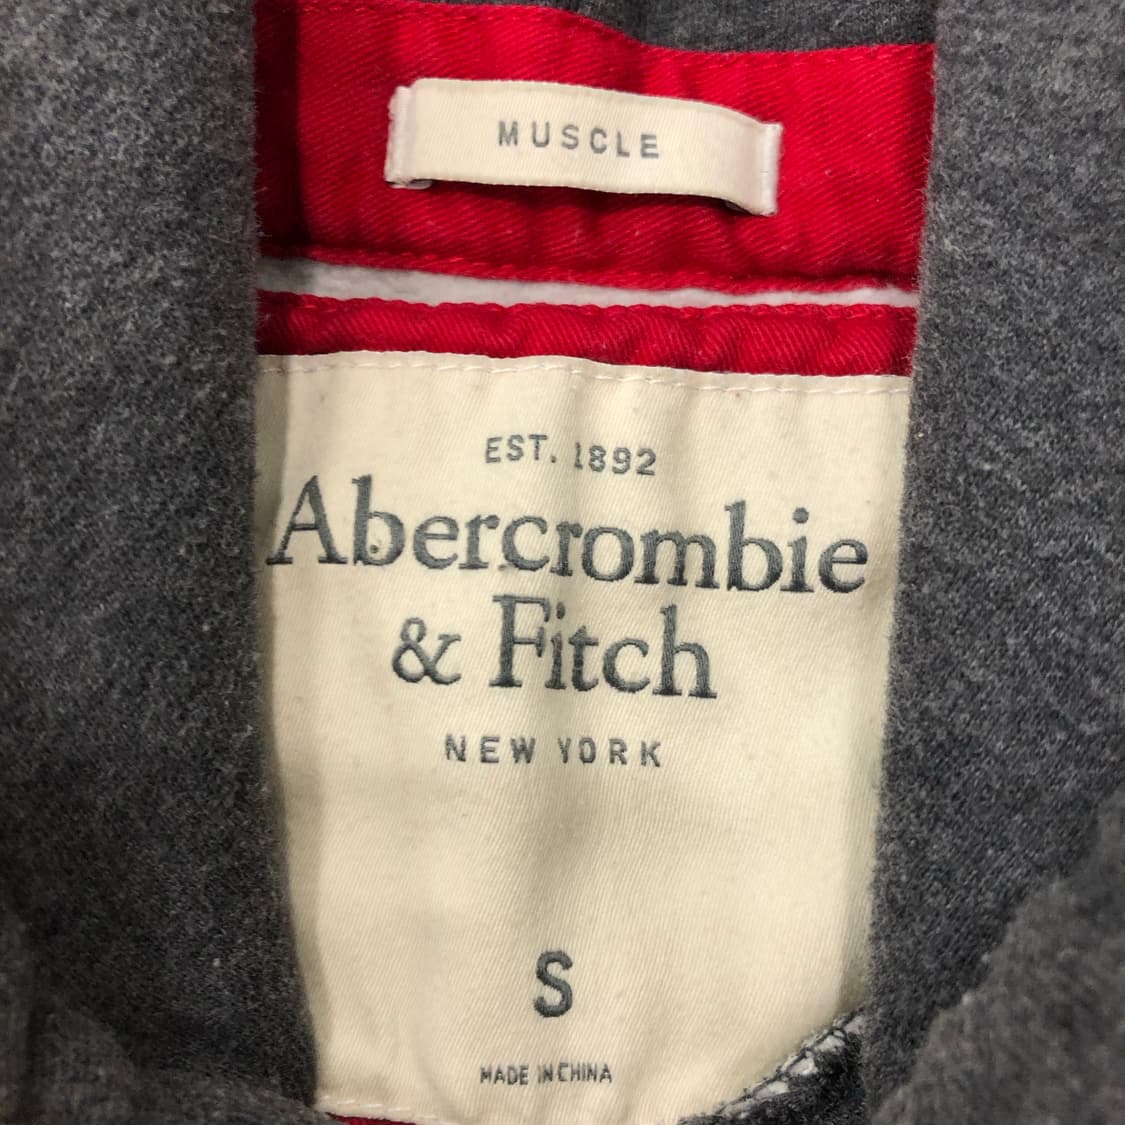 MUSCLE
EST. 1892
Abercrombie
& Fitch
NEW YORK
S
MADE IN CHINA